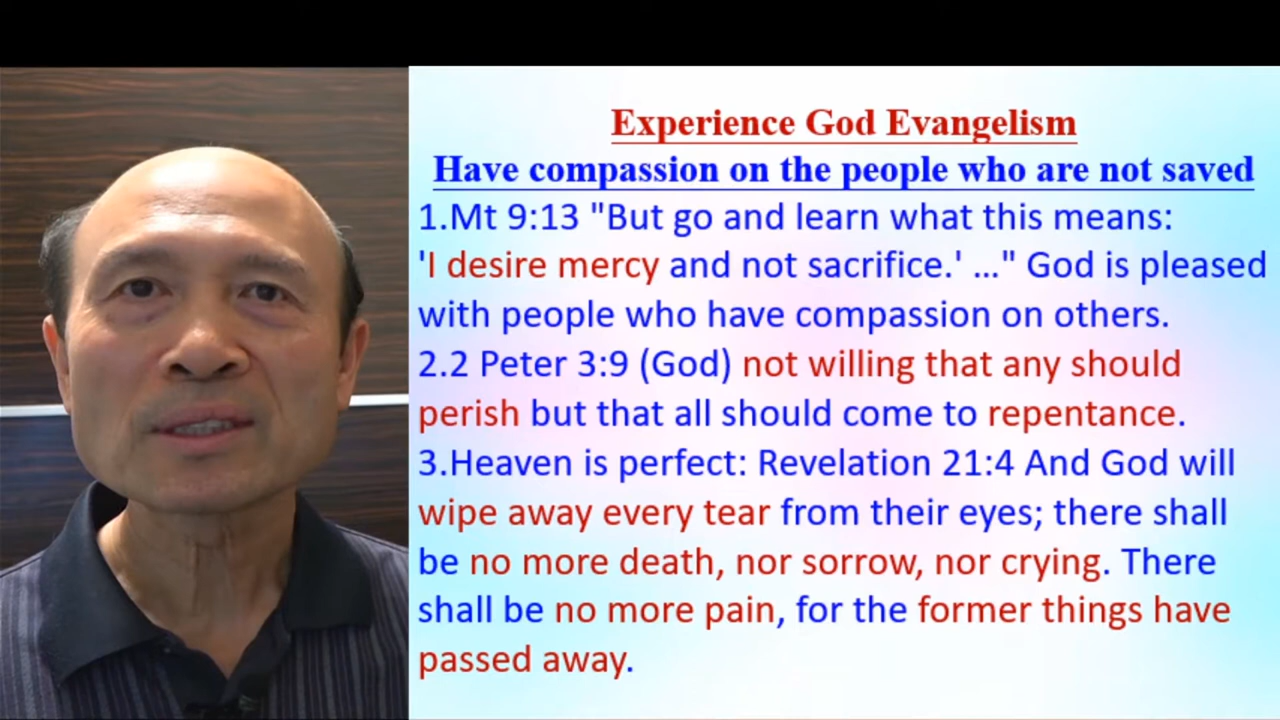 Experience God Evangelism
Have compassion on the people who are not saved
1.Mt 9:13 "But go and learn what this means:
'I desire mercy and not sacrifice.' ..." God is pleased
with people who have compassion on others.
2.2 Peter 3:9 (God) not willing that any should
perish but that all should come to repentance.
3.Heaven is perfect: Revelation 21:4 And God will
wipe away every tear from their eyes; there shall
be no more death, nor sorrow, nor crying. There
shall be no more pain, for the former things have
passed away.